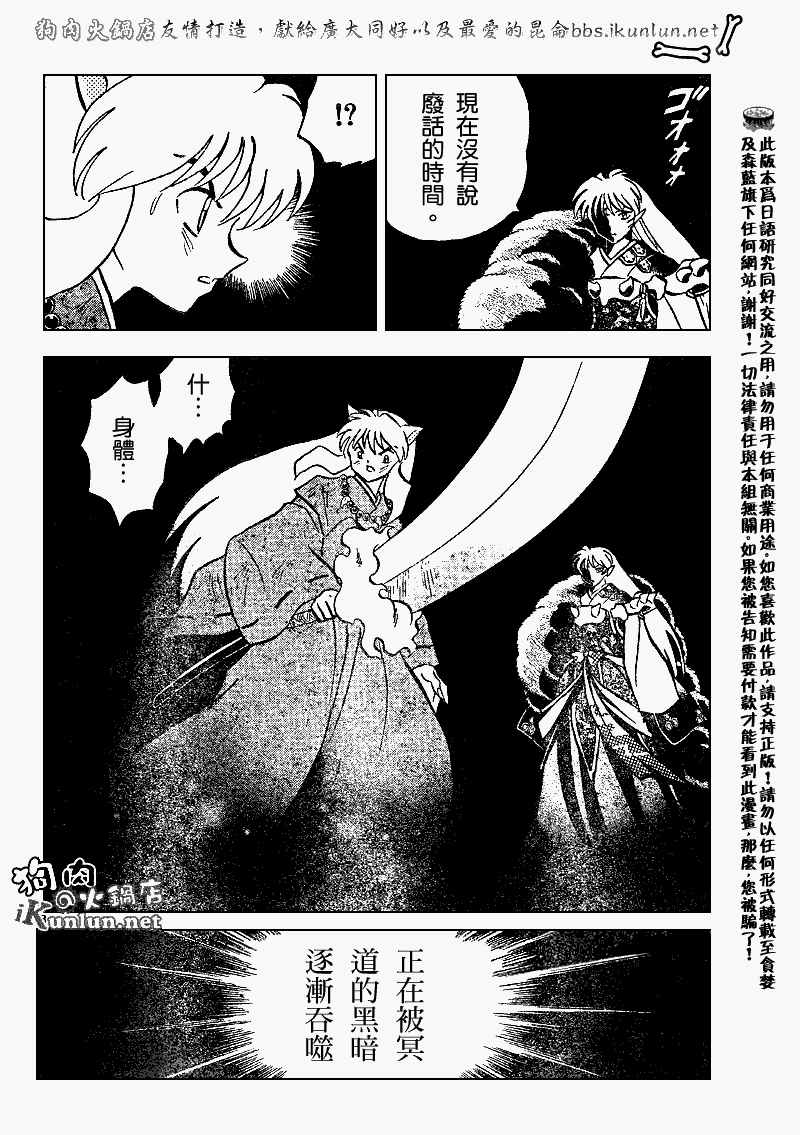 狗肉火鍋店友情打造，獻給廣大同好以及最愛的昆侖bbs.ikunlun.net
ゴオオオ
現在沒有說
廢話的時間。
!?
什…
身體…
正在被冥
道的黑暗
逐漸吞噬
此版本爲日語研究同好交流之用，請勿用于任何商業用途。如您喜歡此作品，請支持正版！請勿以任何形式轉載至貪婪
及森藍旗下任何網站，謝謝！一切法律責任與本組無關。如果您被告知需要付款才能看到此漫畫，那麼，您被騙了！
狗肉の火鍋店
iKunlun.net